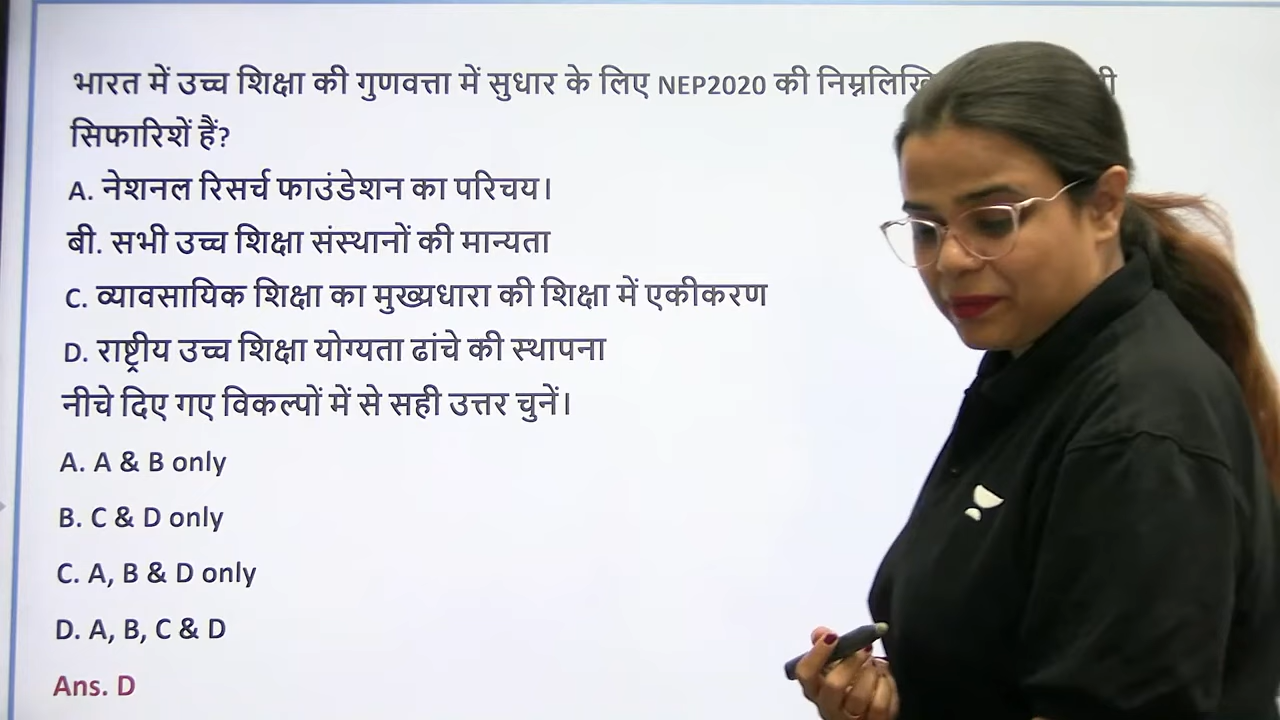 भारत में उच्च शिक्षा की गुणवत्ता में सुधार के लिए NEP2020 की
सिफारिशें हैं?
A. नेशनल रिसर्च फाउंडेशन का परिचय।
बी. सभी उच्च शिक्षा संस्थानों की मान्यता
C. व्यावसायिक शिक्षा का मुख्यधारा की शिक्षा में एकीकरण
D. राष्ट्रीय उच्च शिक्षा योग्यता ढांचे की स्थापना
नीचे दिए गए विकल्पों में से सही उत्तर चुनें।
A. A & B only
B. C & D only
C. A, B & D only
D. A, B, C & D
Ans. D